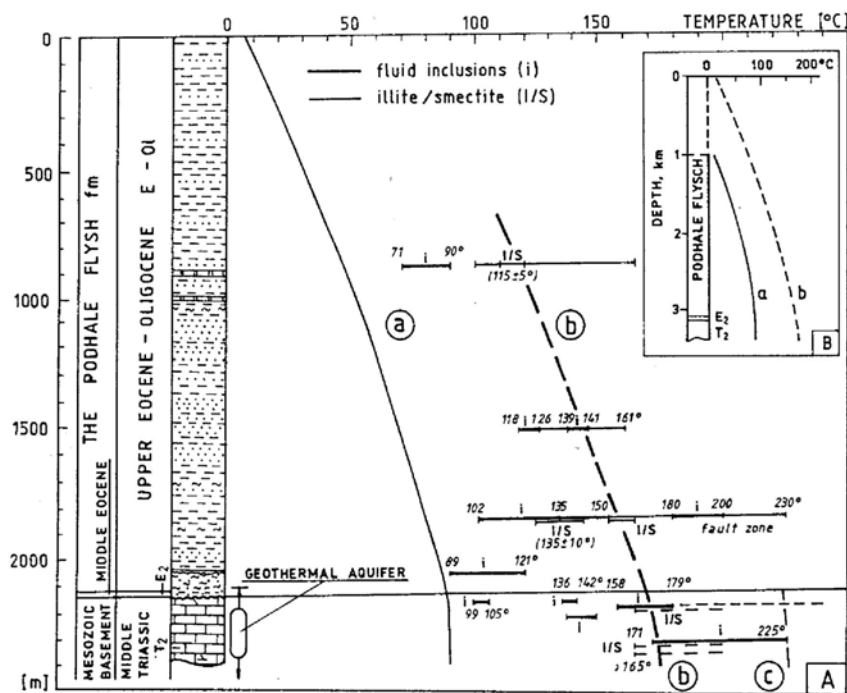 0 50 100 150 TEMPERATURE [°C]
0
500
1000
1500
2000
[m]
THE PODHALE FLYSH fm
MIDDLE EOCENE
UPPER EOCENE-OLIGOCENE E-Ol
E₂
MESOZOIC BASEMENT
MIDDLE TRIASSIC
T₂
fluid inclusions (i)
illite/smectite (I/S)
0 100 200°C
0
1
2
3
DEPTH, km
PODHALE FLYSCH
E₂
T₂
a
b
B
71 i 90°
I/S
(115±5°)
a
b
118 i 126 139 i 141 161°
102 i 135 150 180 i 200 230°
I/S I/S fault zone
(135±10°)
89 i 121°
GEOTHERMAL AQUIFER
136 142° 158 179°
i i i
99 105°
i I/S
171 i 225°
I/S
165°
b
c
A